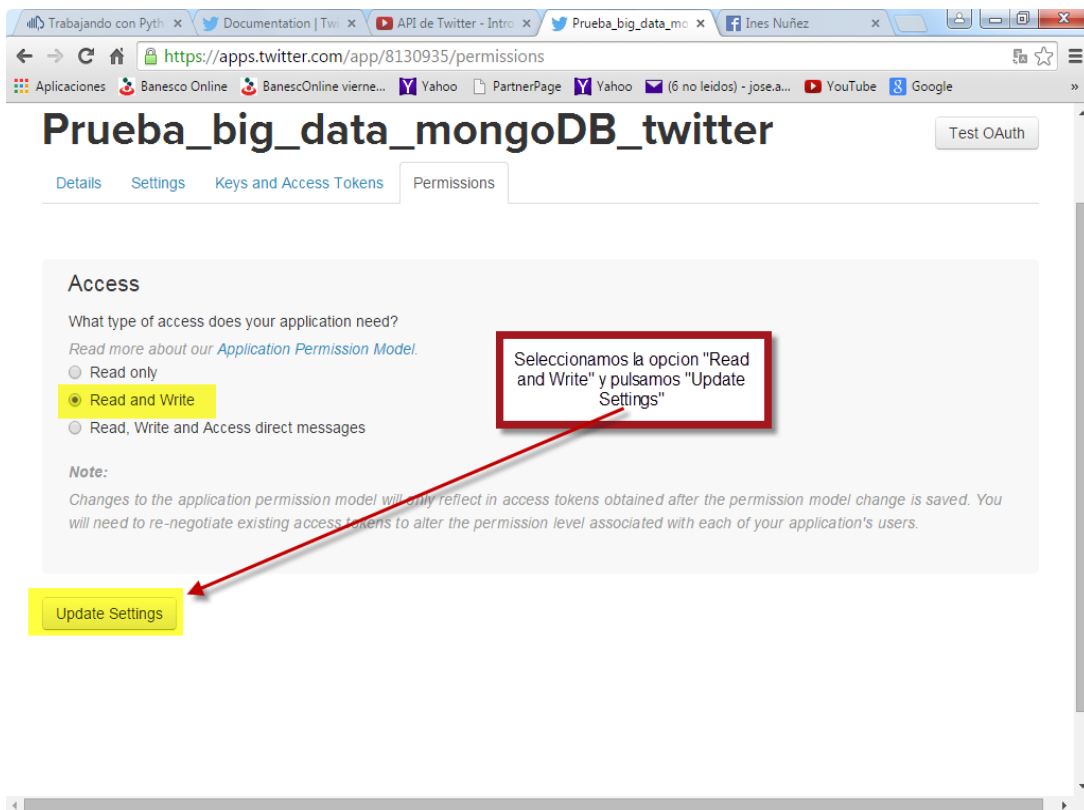 Trabajando con Pyth
Documentation | Twi
API de Twitter - Intro
Prueba_big_data_mo
Ines Nuñez
https://apps.twitter.com/app/8130935/permissions
Aplicaciones Banesco Online BanescOnline vierne... Yahoo PartnerPage Yahoo (6 no leidos) - jose.a... YouTube Google »
Prueba_big_data_mongoDB_twitter
Test OAuth
Details Settings Keys and Access Tokens Permissions
Access
What type of access does your application need?
Read more about our Application Permission Model.
Read only
Read and Write
Read, Write and Access direct messages
Seleccionamos la opcion "Read
and Write" y pulsamos "Update
Settings"
Note:
Changes to the application permission model will only reflect in access tokens obtained after the permission model change is saved. You
will need to re-negotiate existing access tokens to alter the permission level associated with each of your application's users.
Update Settings